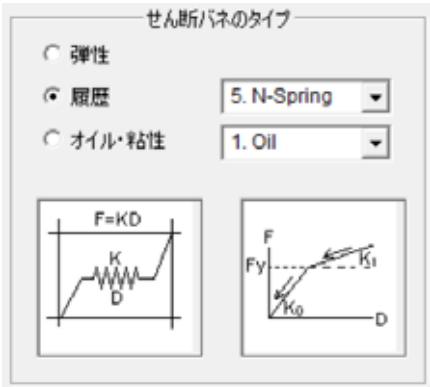 せん断バネのタイプ
弾性
履歴 5. N-Spring
オイル・粘性 1. Oil
F=KD
K
D
F
Fy
K₁
K₀
D